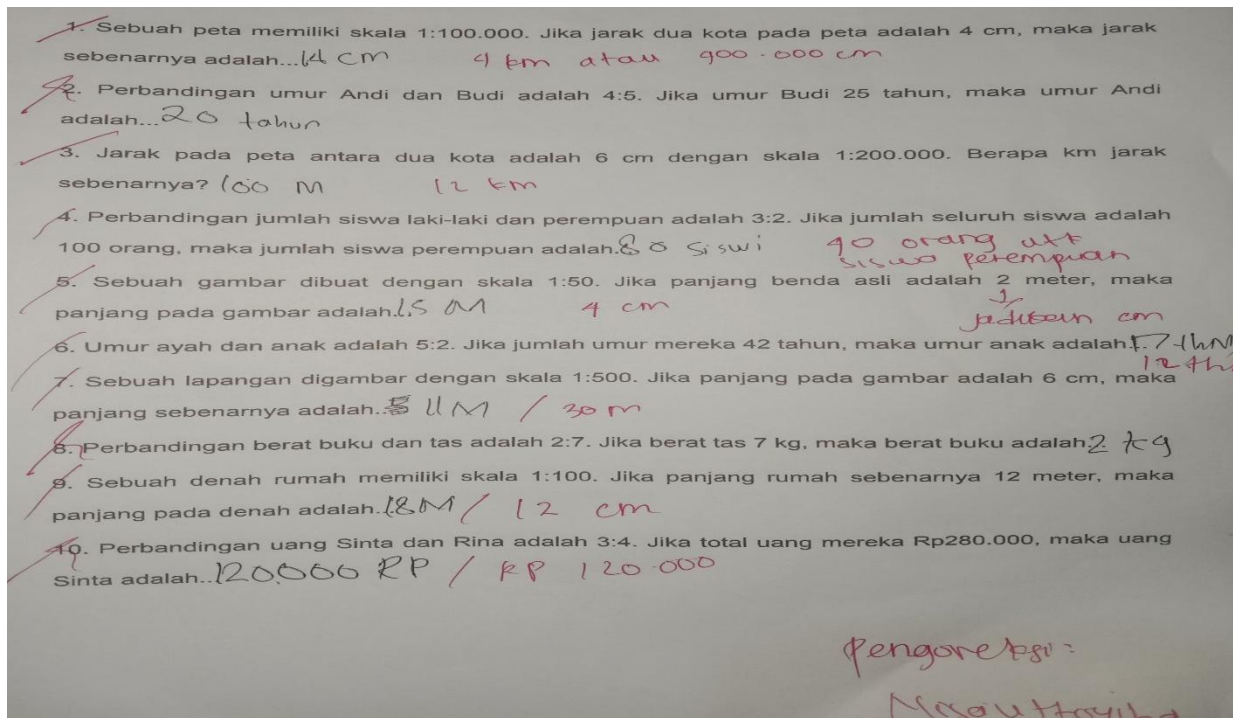 1. Sebuah peta memiliki skala 1:100.000. Jika jarak dua kota pada peta adalah 4 cm, maka jarak
sebenarnya adalah...14 cm 4 km atau 400.000 cm
2. Perbandingan umur Andi dan Budi adalah 4:5. Jika umur Budi 25 tahun, maka umur Andi
adalah...20 tahun
3. Jarak pada peta antara dua kota adalah 6 cm dengan skala 1:200.000. Berapa km jarak
sebenarnya? 100 M 12 km
4. Perbandingan jumlah siswa laki-laki dan perempuan adalah 3:2. Jika jumlah seluruh siswa adalah
100 orang, maka jumlah siswa perempuan adalah. 80 siswi 40 orang utk
siswa perempuan
5. Sebuah gambar dibuat dengan skala 1:50. Jika panjang benda asli adalah 2 meter, maka
panjang pada gambar adalah.1.5 M 4 cm jadikan cm
6. Umur ayah dan anak adalah 5:2. Jika jumlah umur mereka 42 tahun, maka umur anak adalah. 7 thn
12 th
7. Sebuah lapangan digambar dengan skala 1:500. Jika panjang pada gambar adalah 6 cm, maka
panjang sebenarnya adalah.. 11 M / 30 m
8. Perbandingan berat buku dan tas adalah 2:7. Jika berat tas 7 kg, maka berat buku adalah. 2 kg
9. Sebuah denah rumah memiliki skala 1:100. Jika panjang rumah sebenarnya 12 meter, maka
panjang pada denah adalah.18 M / 12 cm
10. Perbandingan uang Sinta dan Rina adalah 3:4. Jika total uang mereka Rp280.000, maka uang
Sinta adalah..120.000 RP / RP 120.000
Pengoreksi: